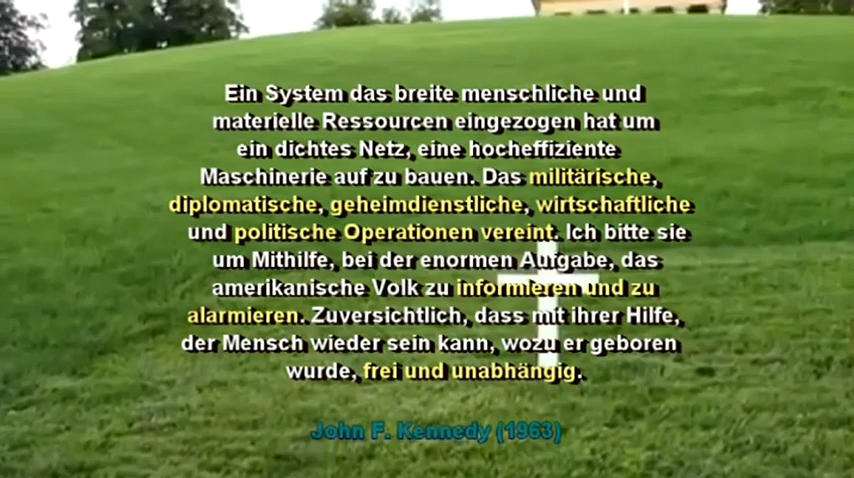 Ein System das breite menschliche und
materielle Ressourcen eingezogen hat um
ein dichtes Netz, eine hocheffiziente
Maschinerie auf zu bauen. Das militärische,
diplomatische, geheimdienstliche, wirtschaftliche
und politische Operationen vereint. Ich bitte sie
um Mithilfe, bei der enormen Aufgabe, das
amerikanische Volk zu informieren und zu
alarmieren. Zuversichtlich, dass mit ihrer Hilfe,
der Mensch wieder sein kann, wozu er geboren
wurde, frei und unabhängig.
John F. Kennedy (1963)